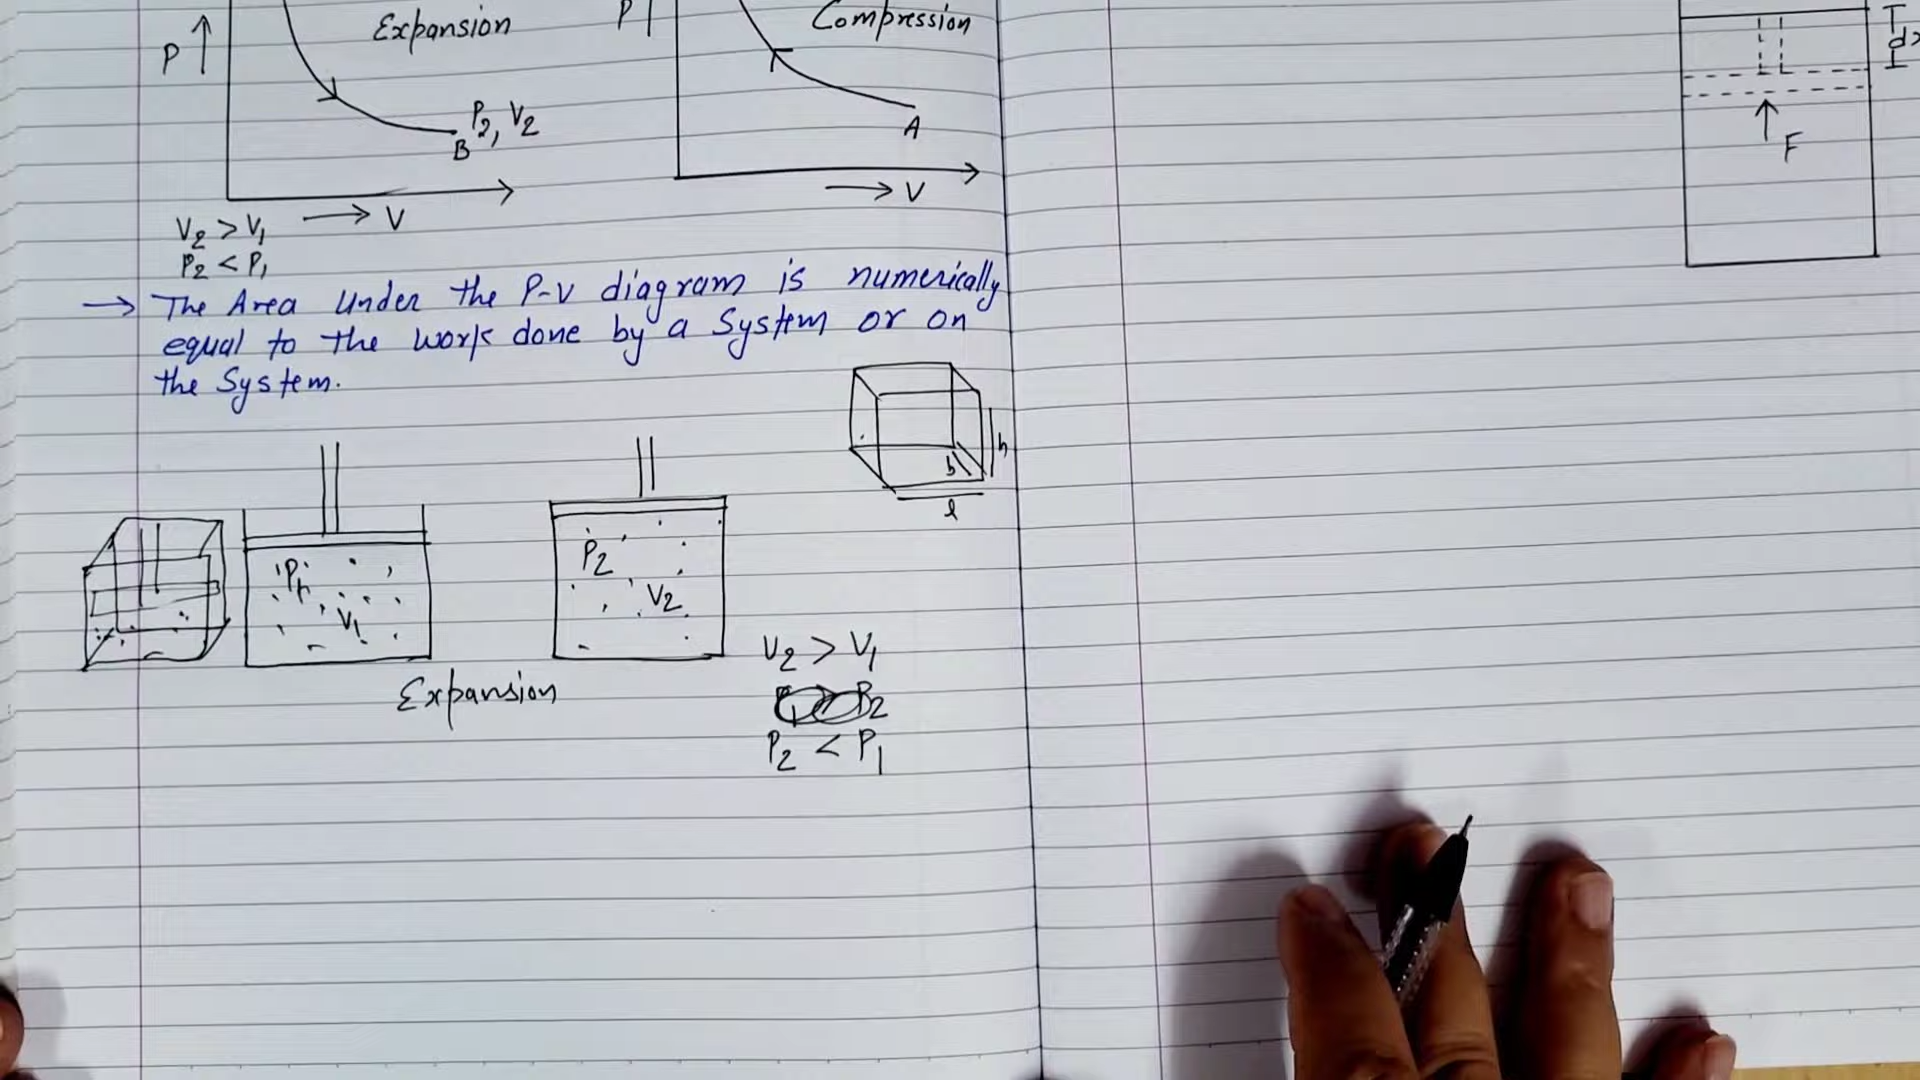 Expansion
P
P₂, V₂
B
V
V₂ > V₁
P₂ < P₁
Compression
P
A
V
→ The Area under the P-V diagram is numerically
equal to the work done by a System or on
the System.
h
b
l
P₁
V₁
P₂
V₂
Expansion
V₂ > V₁
P₂
P₂ < P₁
F